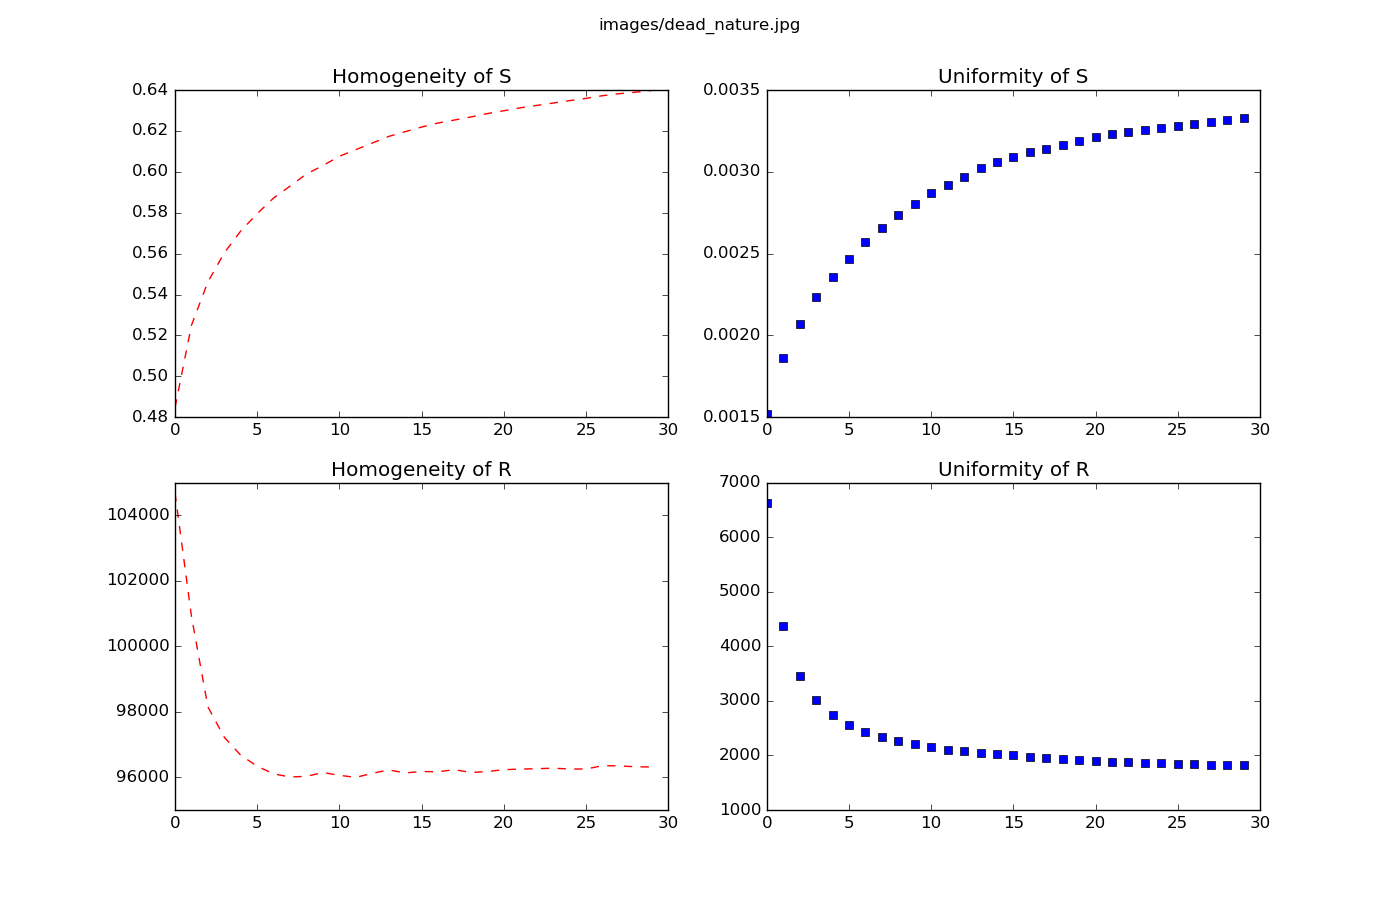 images/dead_nature.jpg
Homogeneity of S
0.64
0.62
0.60
0.58
0.56
0.54
0.52
0.50
0.48
0 5 10 15 20 25 30
Uniformity of S
0.0035
0.0030
0.0025
0.0020
0.0015
0 5 10 15 20 25 30
Homogeneity of R
104000
102000
100000
98000
96000
0 5 10 15 20 25 30
Uniformity of R
7000
6000
5000
4000
3000
2000
1000
0 5 10 15 20 25 30